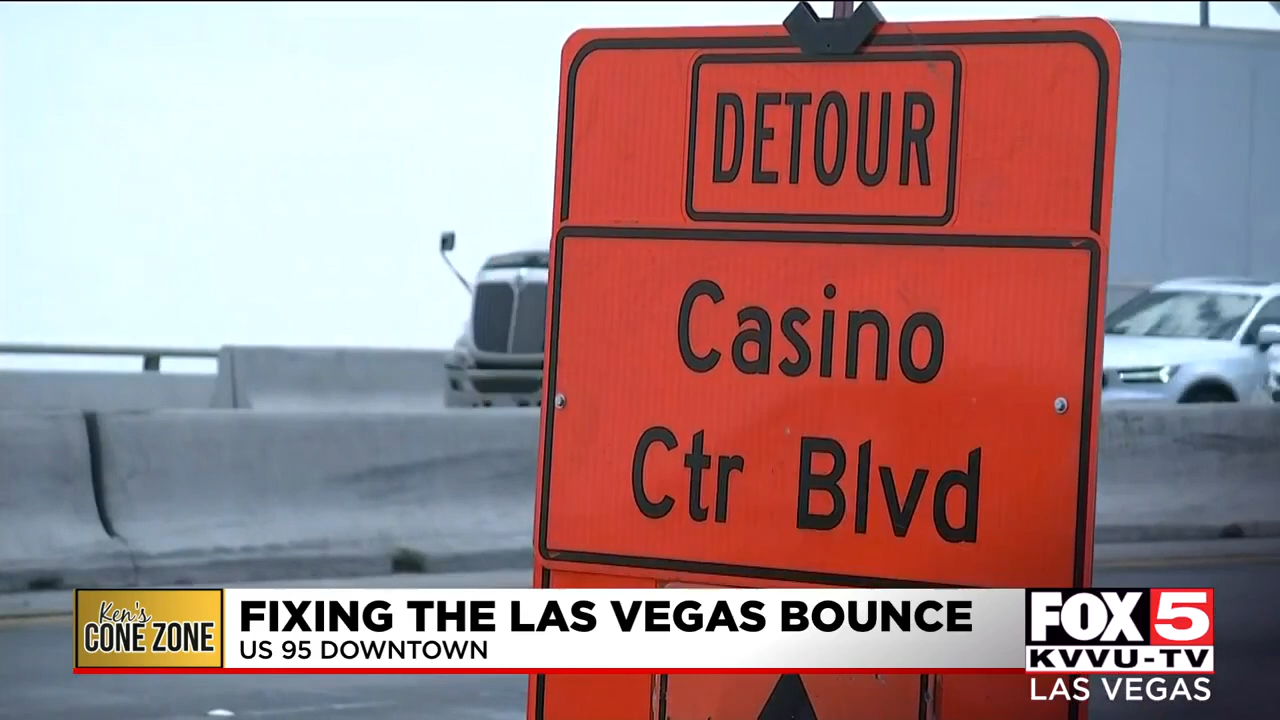 DETOUR
Casino
Ctr Blvd
Ken's
CONE ZONE
FIXING THE LAS VEGAS BOUNCE
US 95 DOWNTOWN
FOX 5
KVVU-TV
LAS VEGAS